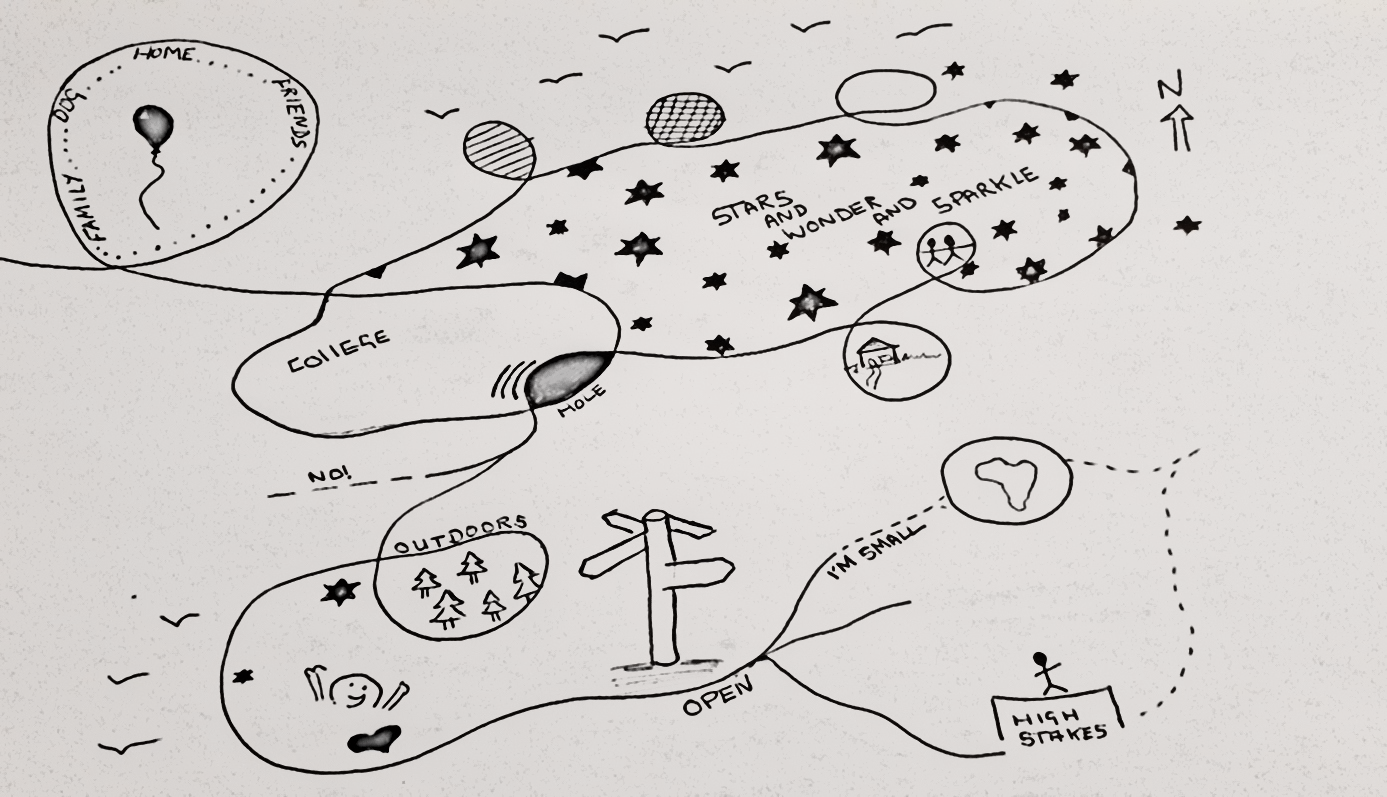 HOME
DOG
FRIENDS
FAMILY
N
STARS
AND
WONDER
AND
SPARKLE
COLLEGE
HOLE
NO!
OUTDOORS
I'M SMALL
OPEN
HIGH
STAKES